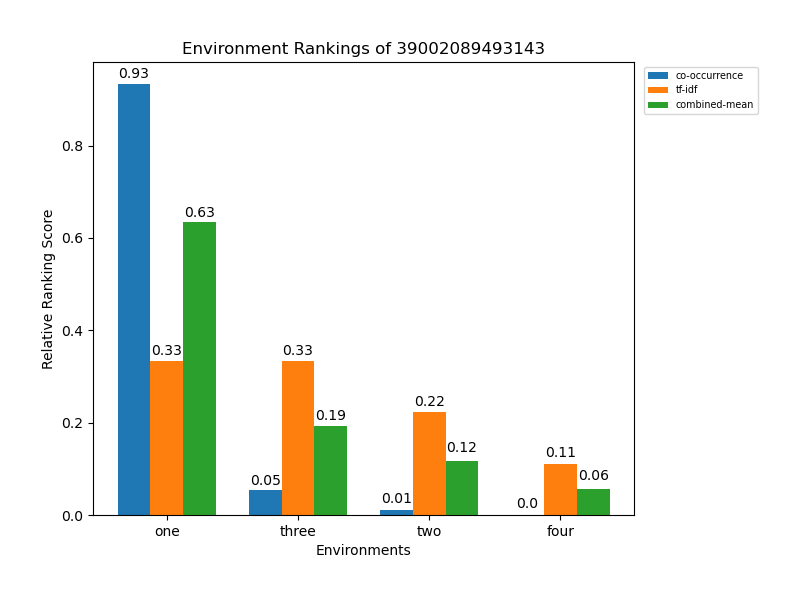 Environment Rankings of 39002089493143
co-occurrence
tf-idf
combined-mean
Relative Ranking Score
0.8
0.6
0.4
0.2
0.0
0.93
0.33
0.63
0.05
0.33
0.19
0.01
0.22
0.12
0.0
0.11
0.06
one
three
two
four
Environments